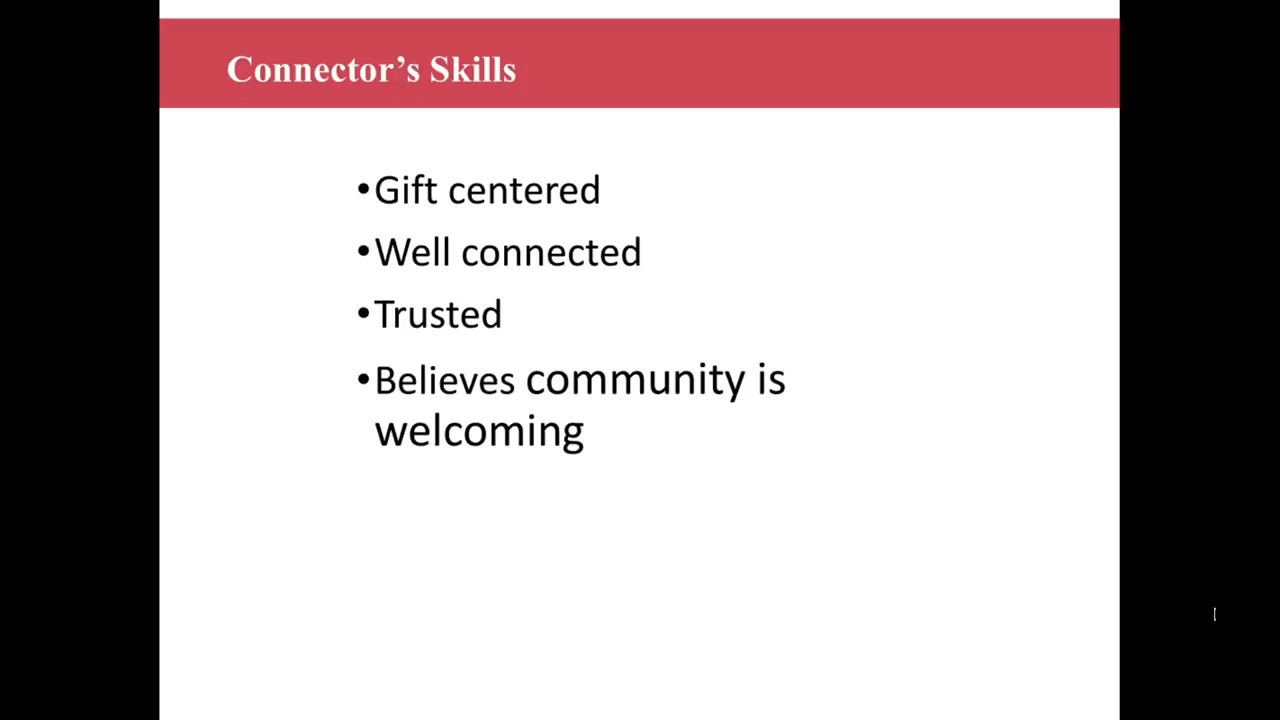 Connector’s Skills
•Gift centered
•Well connected
•Trusted
•Believes community is
welcoming